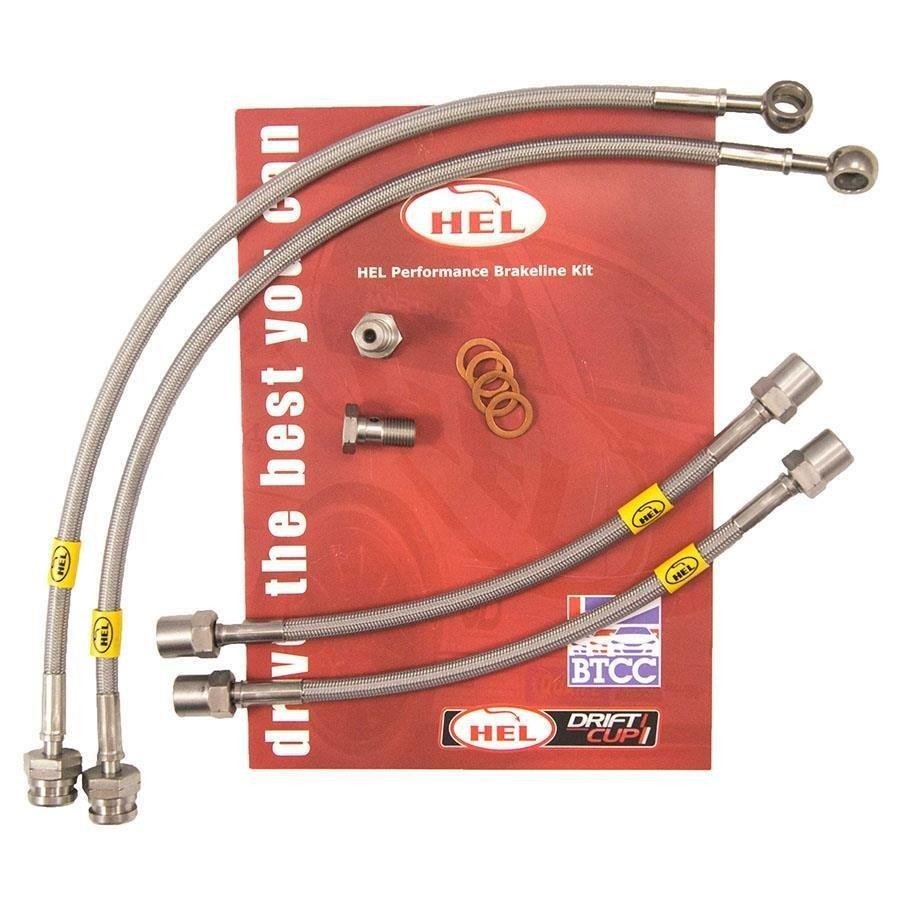 drive the best you can
HEL
HEL Performance Brakeline Kit
HEL
HEL
HEL
HEL
BTCC
HEL DRIFT
CUP